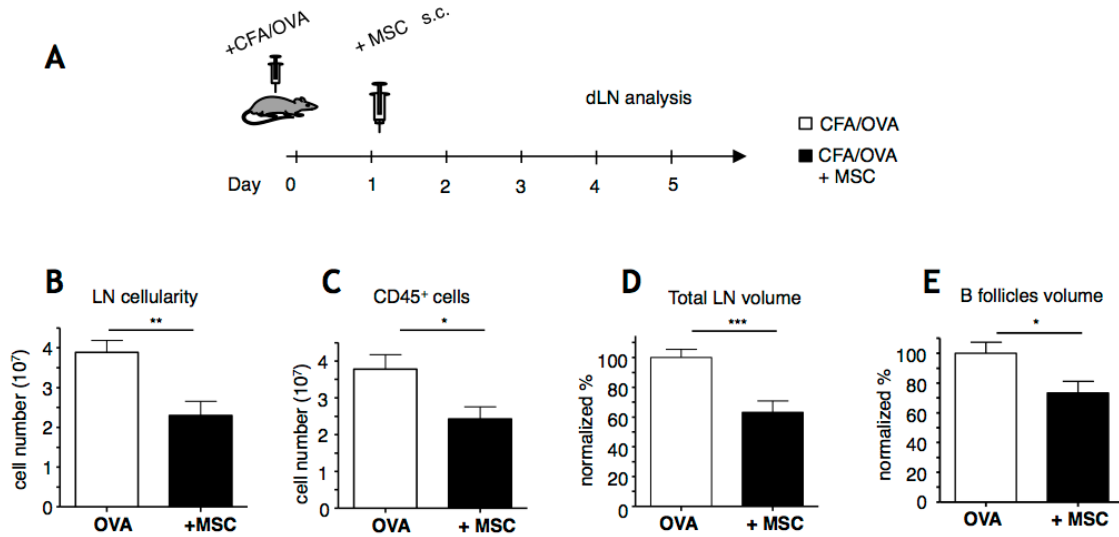 A
+CFA/OVA
+ MSC s.c.
dLN analysis
CFA/OVA
CFA/OVA
+ MSC
Day 0 1 2 3 4 5
B
LN cellularity
**
cell number (10⁷)
5
4
3
2
1
0
OVA +MSC
C
CD45⁺ cells
*
cell number (10⁷)
4
3
2
1
0
OVA + MSC
D
Total LN volume
***
normalized %
100
80
60
40
20
0
OVA + MSC
E
B follicles volume
*
normalized %
100
80
60
40
20
0
OVA + MSC